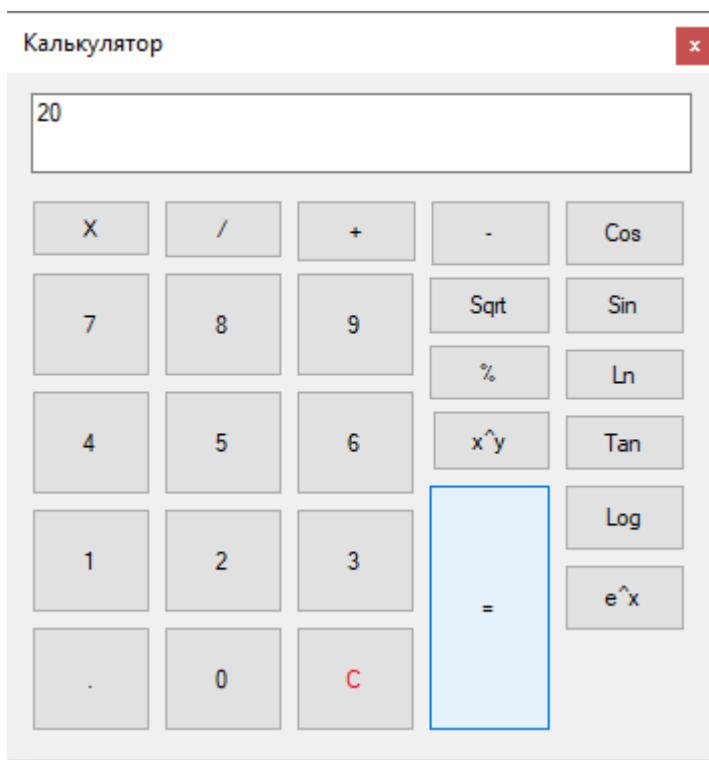 Калькулятор x
20
X / + - Cos
7 8 9 Sqrt Sin
% Ln
4 5 6 x^y Tan
1 2 3 = Log
e^x
. 0 C